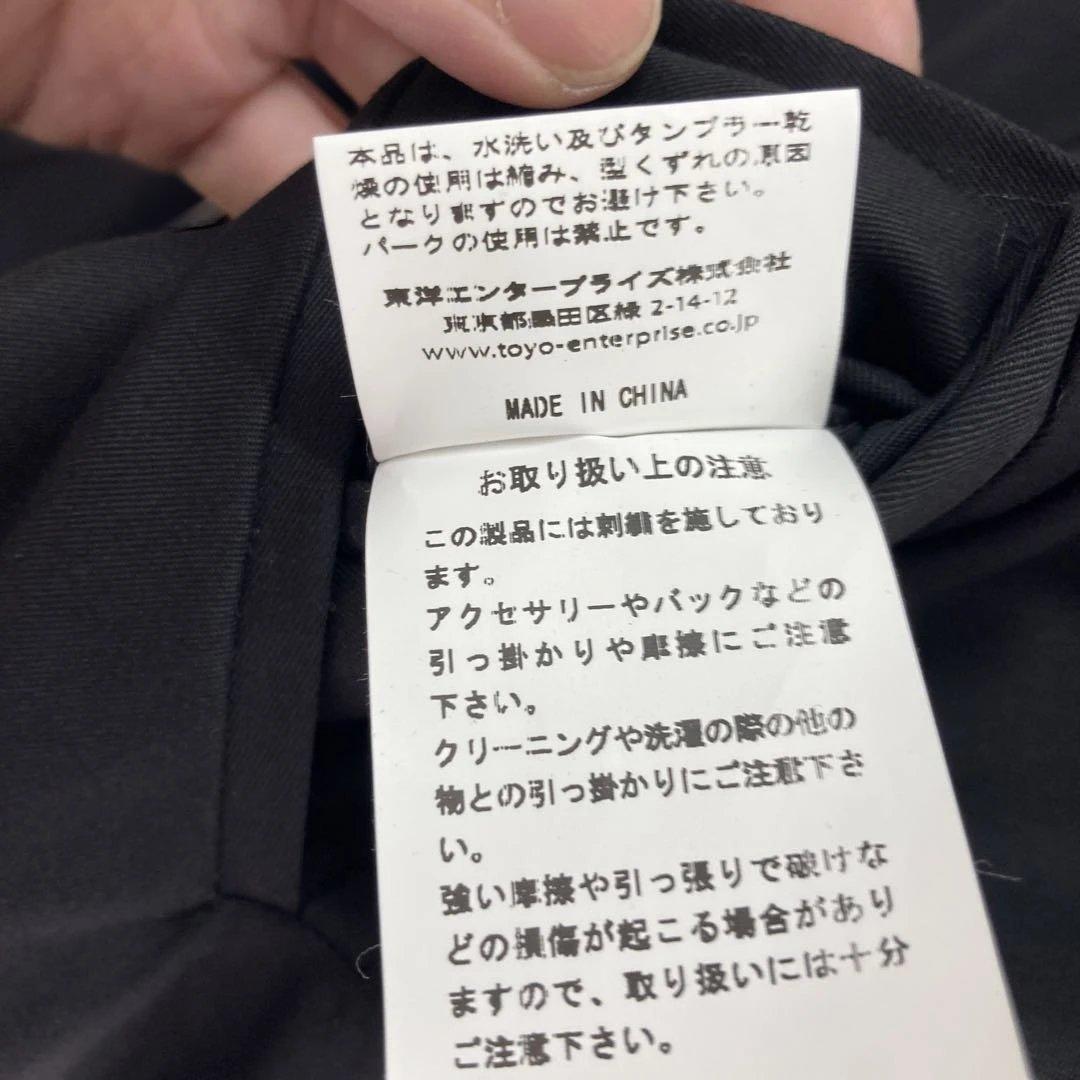 本品は、水洗い及びタンブラー乾
燥の使用は縮み、型くずれの原因
となりますのでお避け下さい。
パークの使用は禁止です。
東洋エンタープライズ株式会社
東京都墨田区緑 2-14-12
www.toyo-enterprise.co.jp
MADE IN CHINA
お取り扱い上の注意
この製品には刺繍を施しており
ます。
アクセサリーやバックなどの
引っ掛かりや摩擦にご注意
下さい。
クリーニングや洗濯の際の他の
物との引っ掛かりにご注意下さ
い。
強い摩擦や引っ張りで破けな
どの損傷が起こる場合があり
ますので、取り扱いには十分
ご注意下さい。